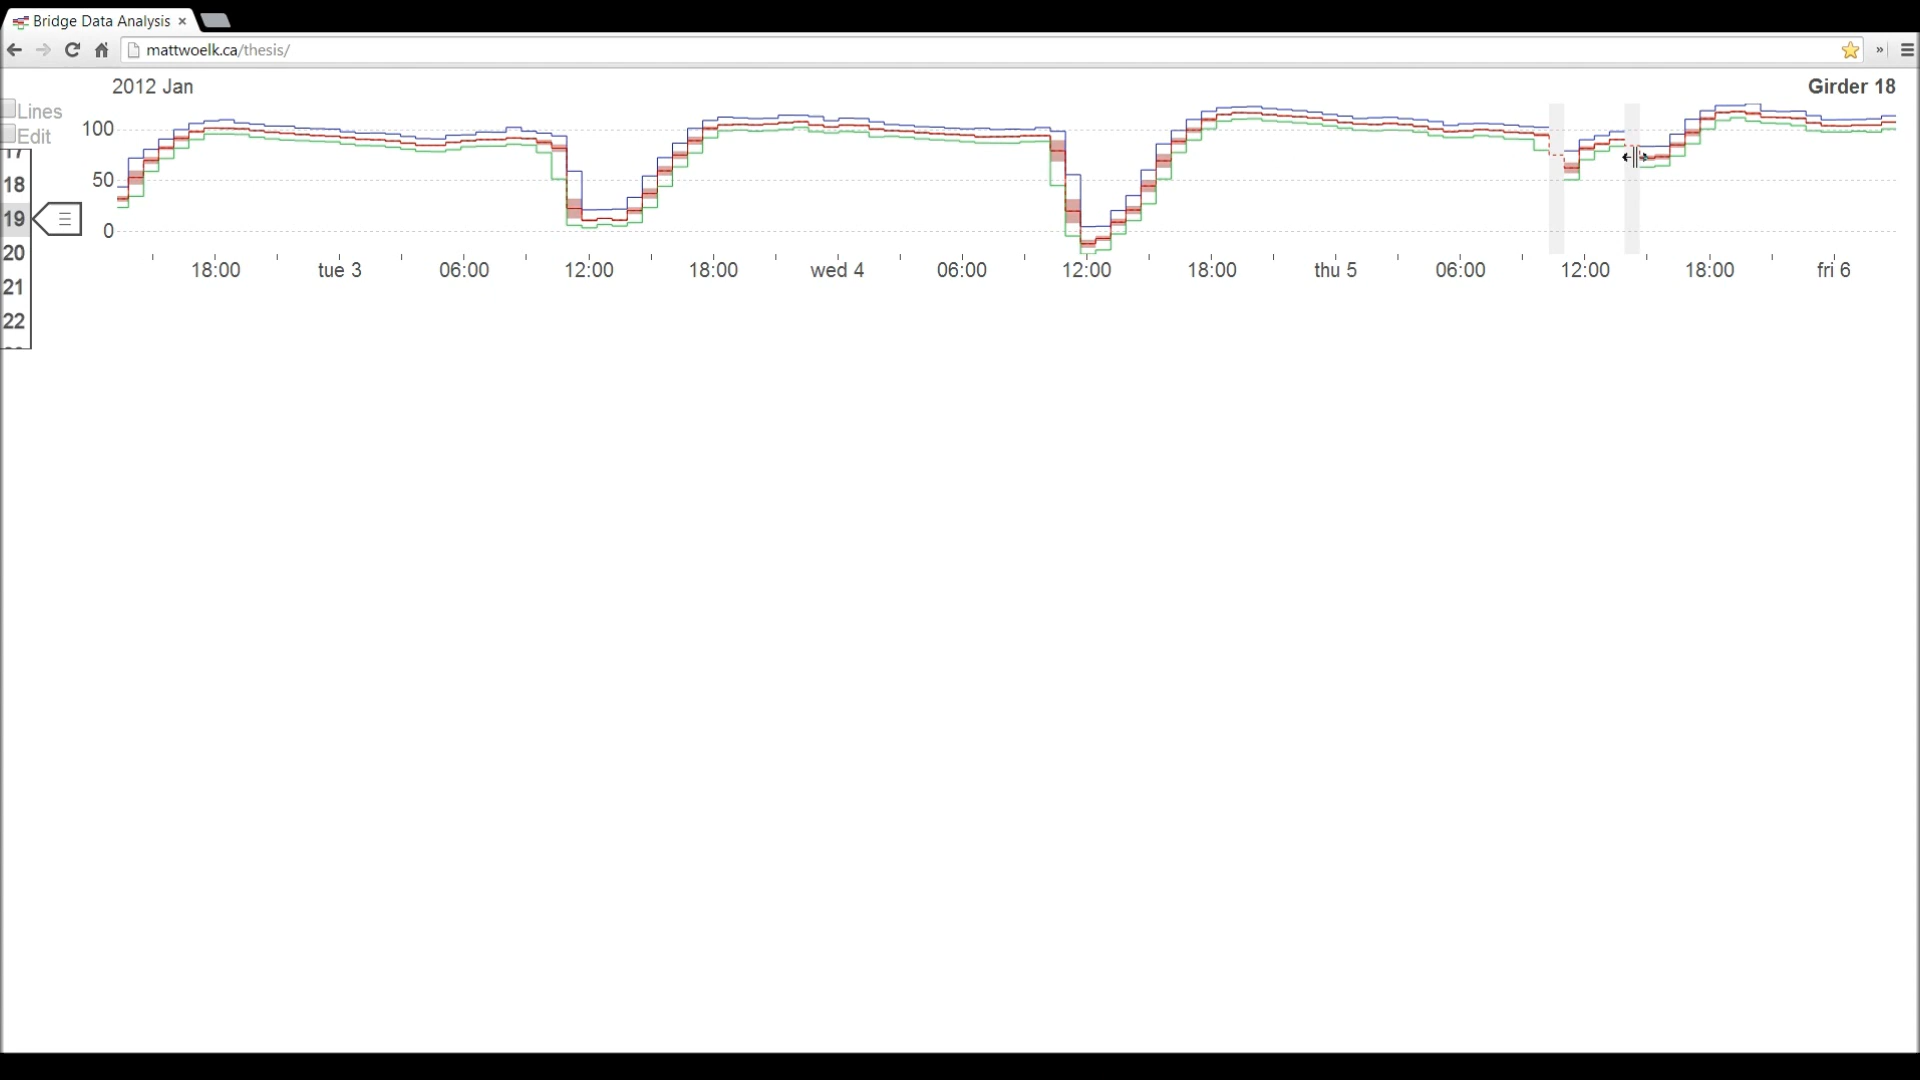 Bridge Data Analysis
mattwoelk.ca/thesis/
2012 Jan
Girder 18
Lines
Edit
100
50
0
17
18
19
20
21
22
18:00 tue 3 06:00 12:00 18:00 wed 4 06:00 12:00 18:00 thu 5 06:00 12:00 18:00 fri 6